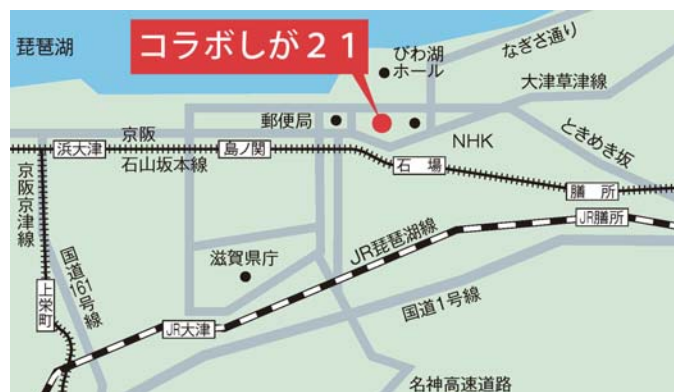 琵琶湖
コラボしが21
びわ湖
ホール
なぎさ通り
大津草津線
郵便局
NHK
ときめき坂
京阪
石山坂本線
浜大津
島ノ関
石場
膳所
JR膳所
京阪京津線
国道161号線
滋賀県庁
JR琵琶湖線
上栄町
JR大津
国道1号線
名神高速道路